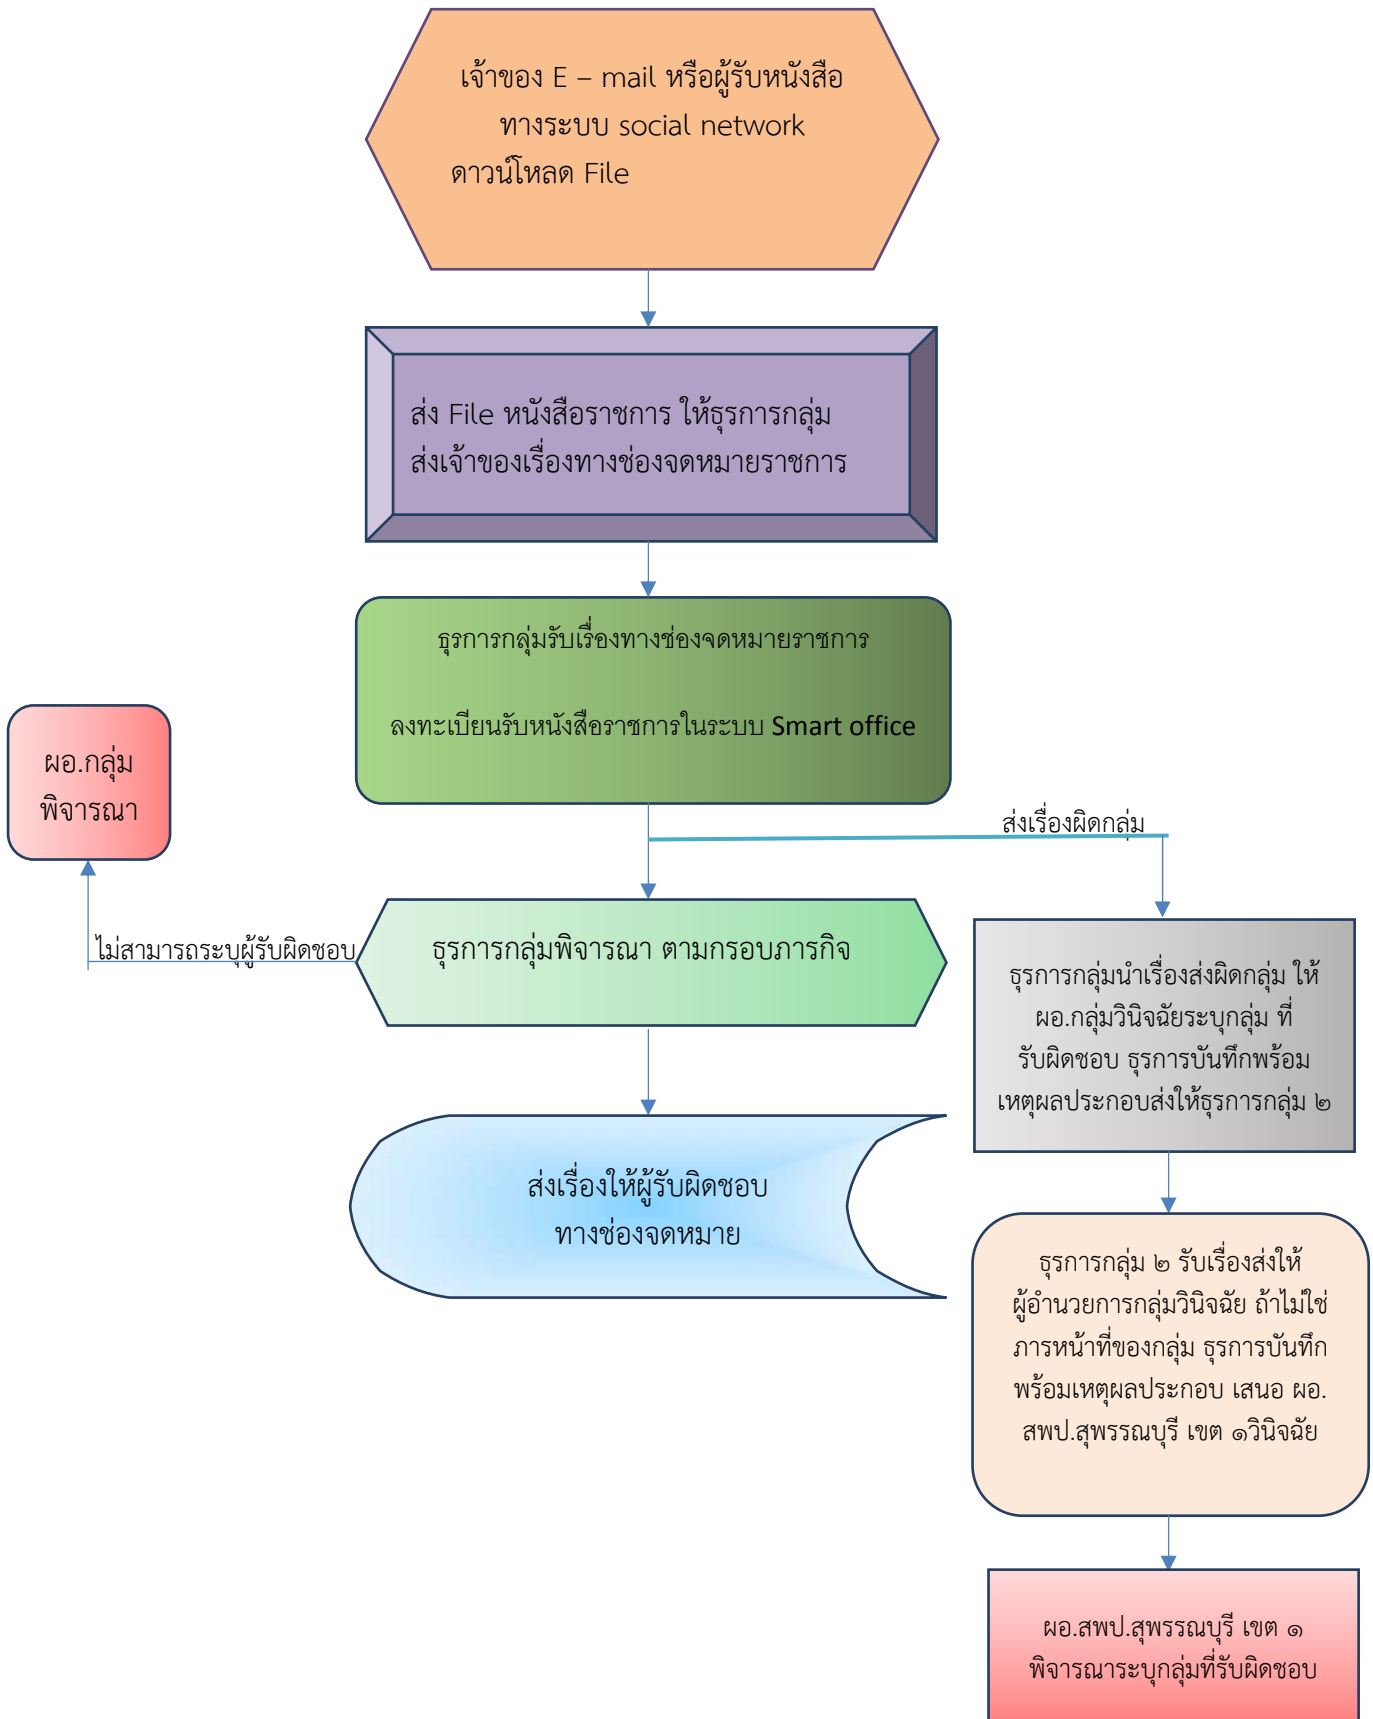 เจ้าของ E – mail หรือผู้รับหนังสือ
ทางระบบ social network
ดาวน์โหลด File
ส่ง File หนังสือราชการ ให้ธุรการกลุ่ม
ส่งเจ้าของเรื่องทางช่องจดหมายราชการ
ธุรการกลุ่มรับเรื่องทางช่องจดหมายราชการ
ลงทะเบียนรับหนังสือราชการในระบบ Smart office
ผอ.กลุ่ม
พิจารณา
ส่งเรื่องผิดกลุ่ม
ไม่สามารถระบุผู้รับผิดชอบ
ธุรการกลุ่มพิจารณา ตามกรอบภารกิจ
ธุรการกลุ่มนำเรื่องส่งผิดกลุ่ม ให้
ผอ.กลุ่มวินิจฉัยระบุกลุ่ม ที่
รับผิดชอบ ธุรการบันทึกพร้อม
เหตุผลประกอบส่งให้ธุรการกลุ่ม ๒
ส่งเรื่องให้ผู้รับผิดชอบ
ทางช่องจดหมาย
ธุรการกลุ่ม ๒ รับเรื่องส่งให้
ผู้อำนวยการกลุ่มวินิจฉัย ถ้าไม่ใช่
ภารหน้าที่ของกลุ่ม ธุรการบันทึก
พร้อมเหตุผลประกอบ เสนอ ผอ.
สพป.สุพรรณบุรี เขต ๑วินิจฉัย
ผอ.สพป.สุพรรณบุรี เขต ๑
พิจารณาระบุกลุ่มที่รับผิดชอบ